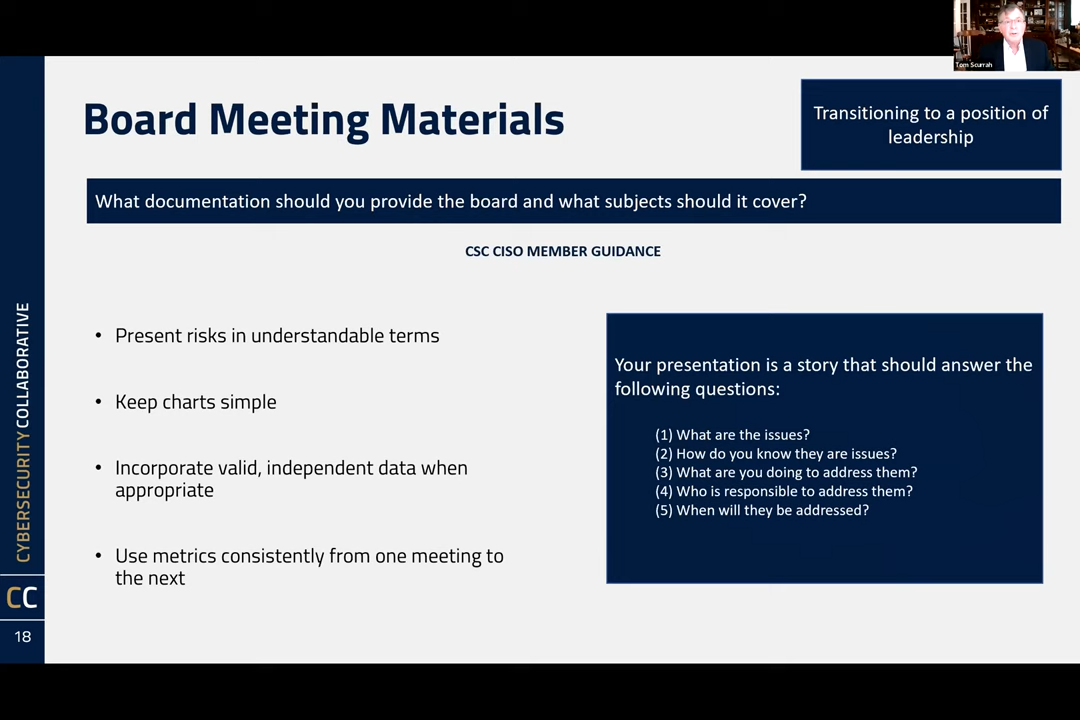 Tom Scurrah
Board Meeting Materials
Transitioning to a position of
leadership
What documentation should you provide the board and what subjects should it cover?
CSC CISO MEMBER GUIDANCE
• Present risks in understandable terms
• Keep charts simple
• Incorporate valid, independent data when
appropriate
• Use metrics consistently from one meeting to
the next
Your presentation is a story that should answer the
following questions:
(1) What are the issues?
(2) How do you know they are issues?
(3) What are you doing to address them?
(4) Who is responsible to address them?
(5) When will they be addressed?
CYBERSECURITY COLLABORATIVE
CC
18